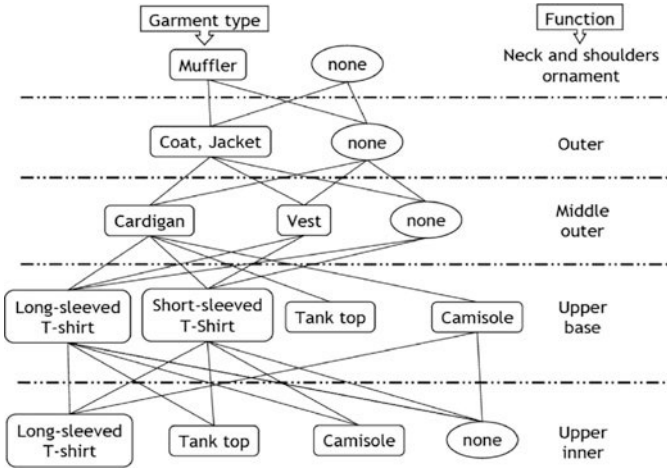 Garment type
Function
Muffler
none
Neck and shoulders
ornament
Coat, Jacket
none
Outer
Cardigan
Vest
none
Middle
outer
Long-sleeved
T-shirt
Short-sleeved
T-Shirt
Tank top
Camisole
Upper
base
Long-sleeved
T-shirt
Tank top
Camisole
none
Upper
inner